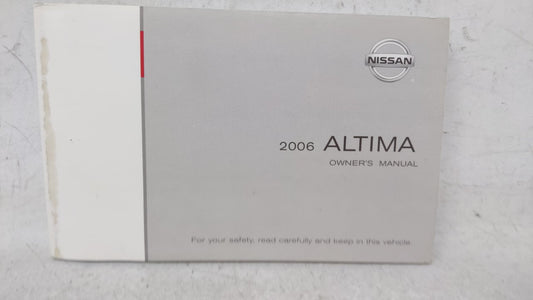 NISSAN
2006 ALTIMA
OWNER'S MANUAL
For your safety, read carefully and keep in this vehicle.